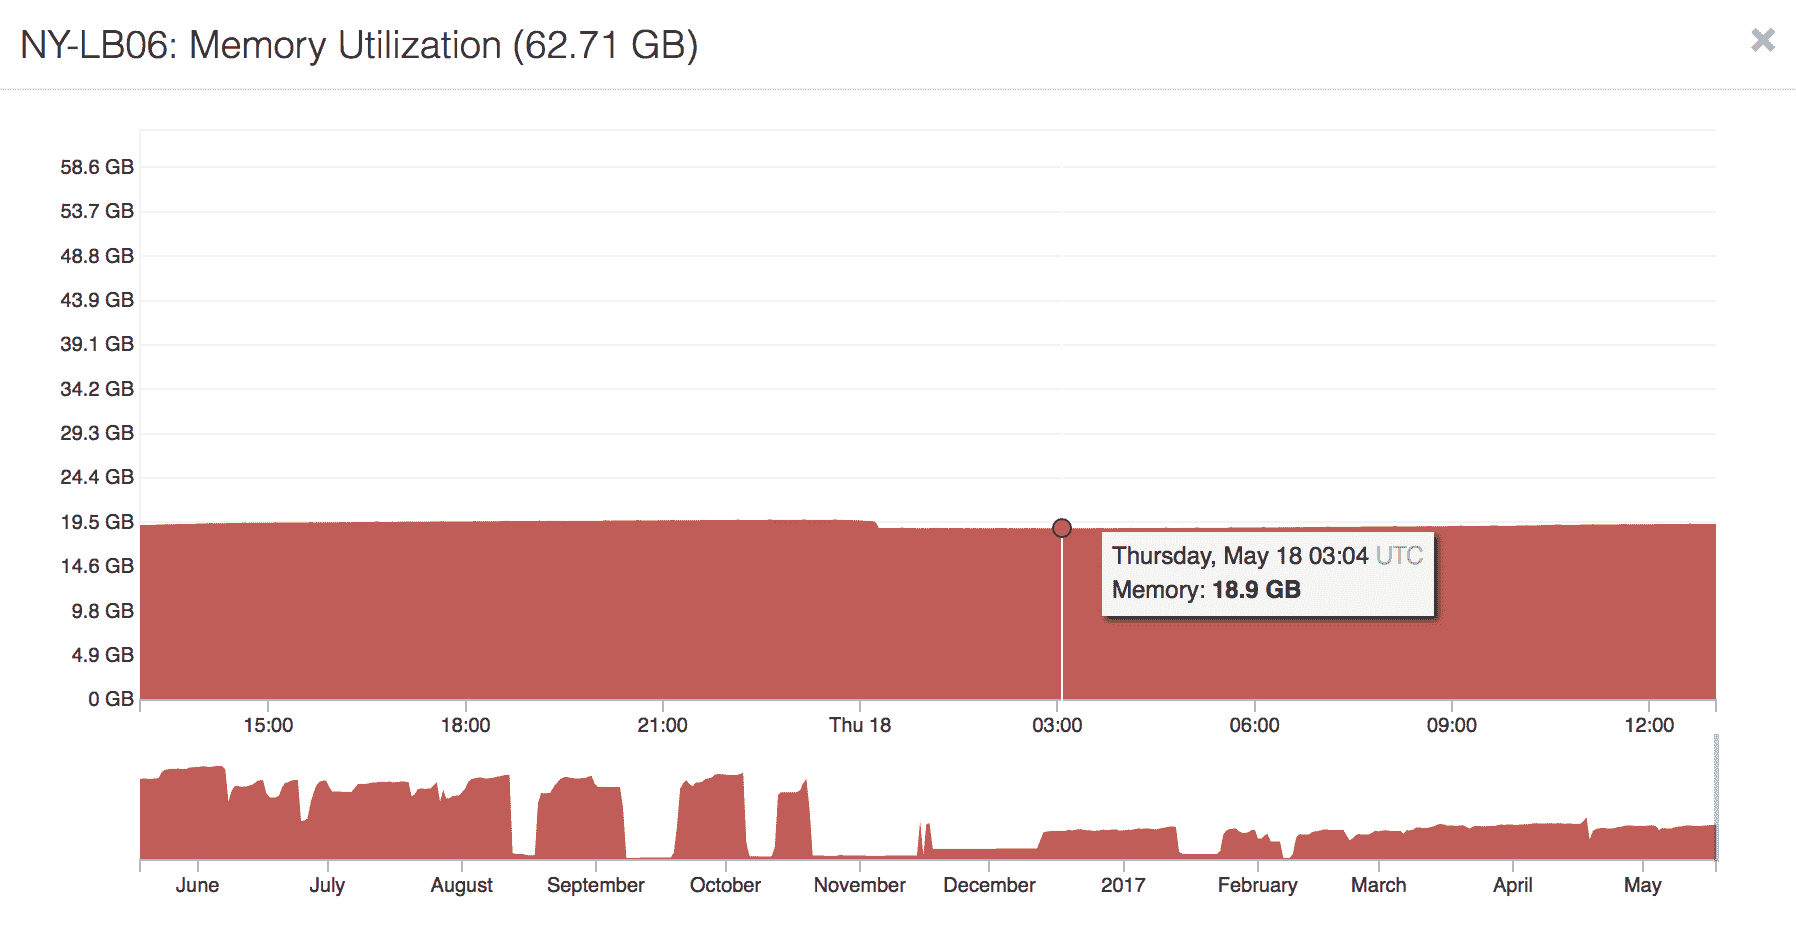 NY-LB06: Memory Utilization (62.71 GB)
58.6 GB
53.7 GB
48.8 GB
43.9 GB
39.1 GB
34.2 GB
29.3 GB
24.4 GB
19.5 GB
14.6 GB
9.8 GB
4.9 GB
0 GB
Thursday, May 18 03:04 UTC
Memory: 18.9 GB
15:00 18:00 21:00 Thu 18 03:00 06:00 09:00 12:00
June July August September October November December 2017 February March April May